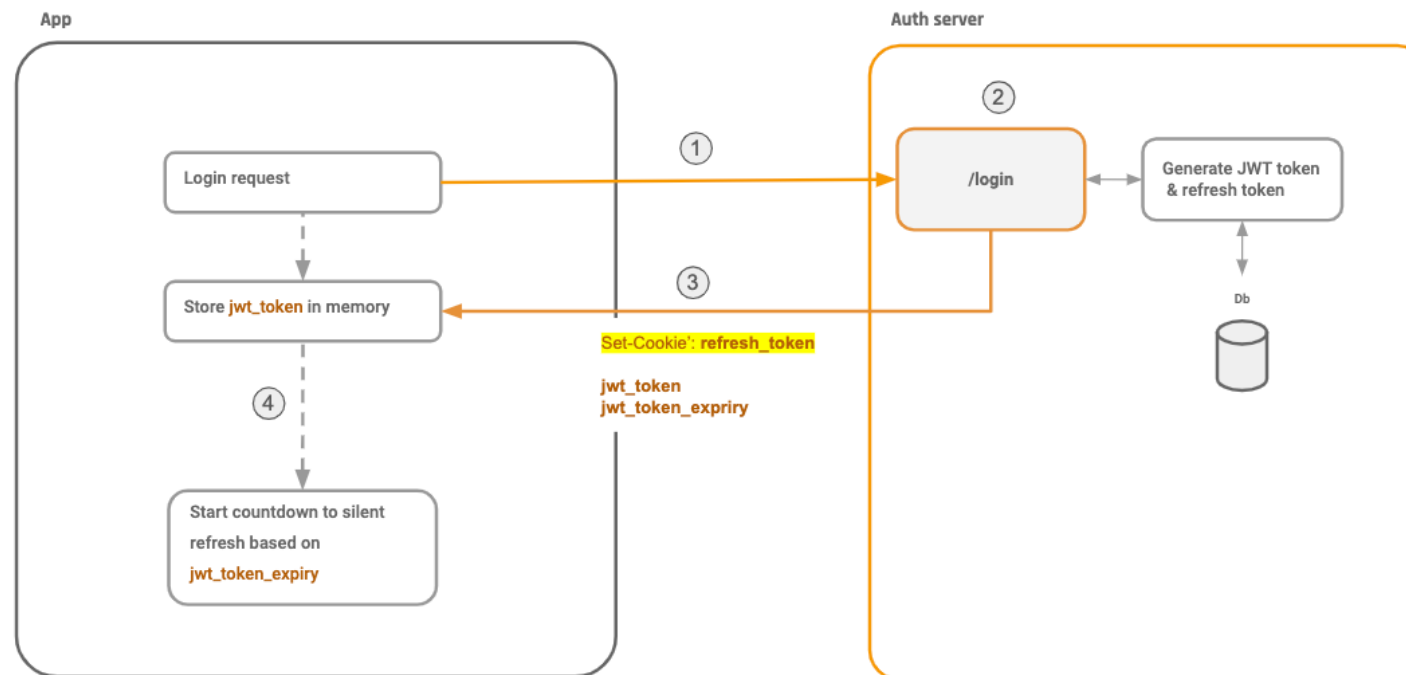 App
Auth server
2
1
Login request
/login
Generate JWT token
& refresh token
3
Store jwt_token in memory
Db
Set-Cookie’: refresh_token
jwt_token
jwt_token_expriry
4
Start countdown to silent
refresh based on
jwt_token_expiry